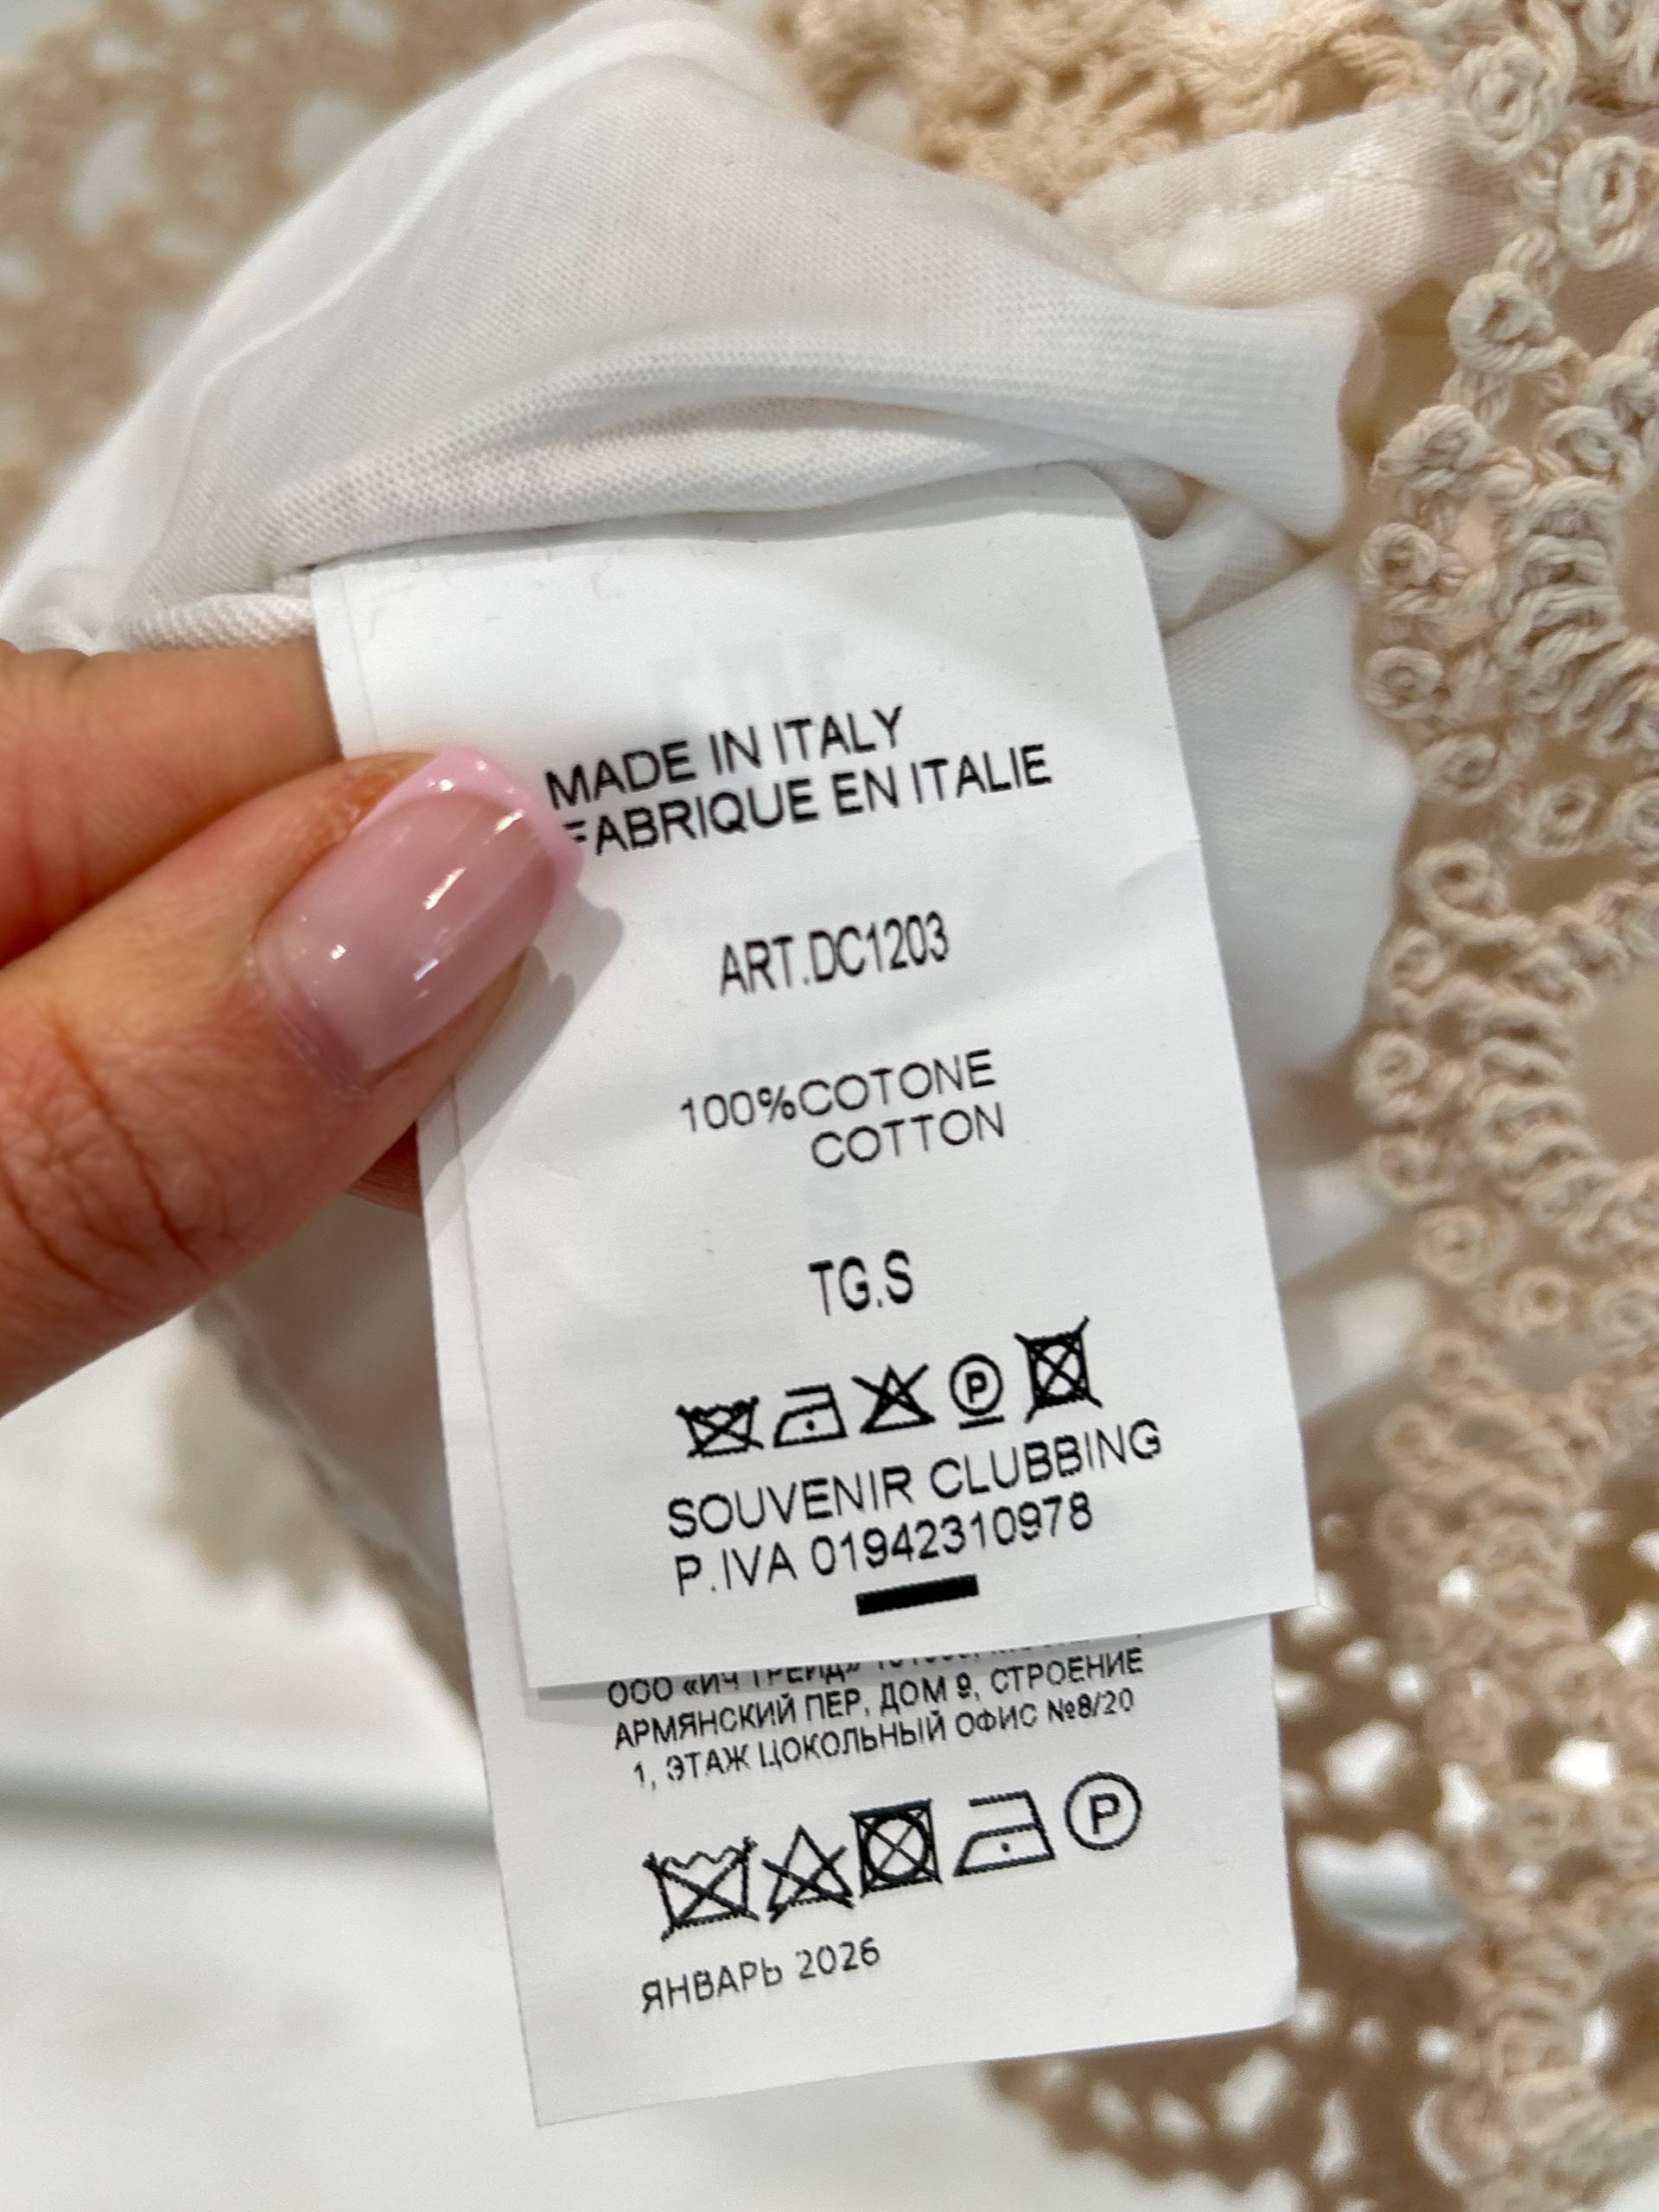 MADE IN ITALY
FABRIQUE EN ITALIE
ART.DC1203
100%COTONE
COTTON
TG.S
P
SOUVENIR CLUBBING
P.IVA 01942310978
ООО «ИЧ ТРЕЙД»
АРМЯНСКИЙ ПЕР, ДОМ 9, СТРОЕНИЕ
1, ЭТАЖ ЦОКОЛЬНЫЙ ОФИС №8/20
P
ЯНВАРЬ 2026